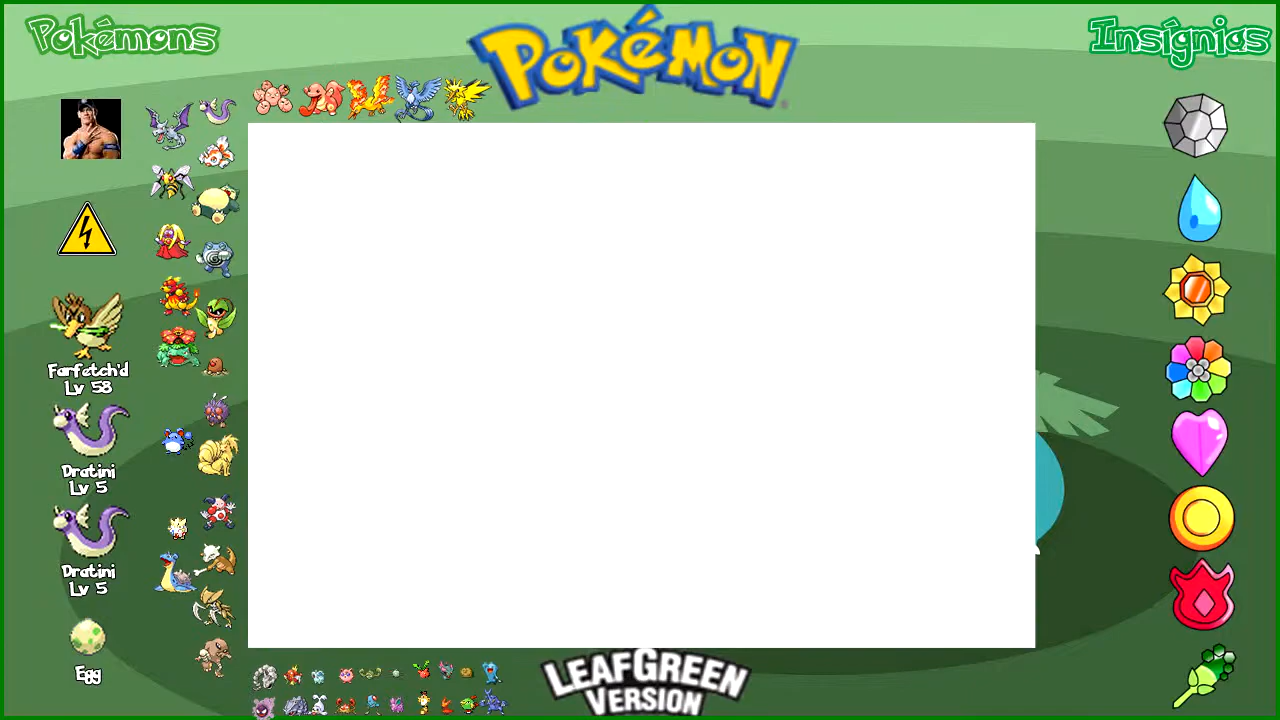 Pokémons
POKéMON
Insígnias
Farfetch'd
Lv 58
Dratini
Lv 5
Dratini
Lv 5
Egg
LEAFGREEN
VERSION